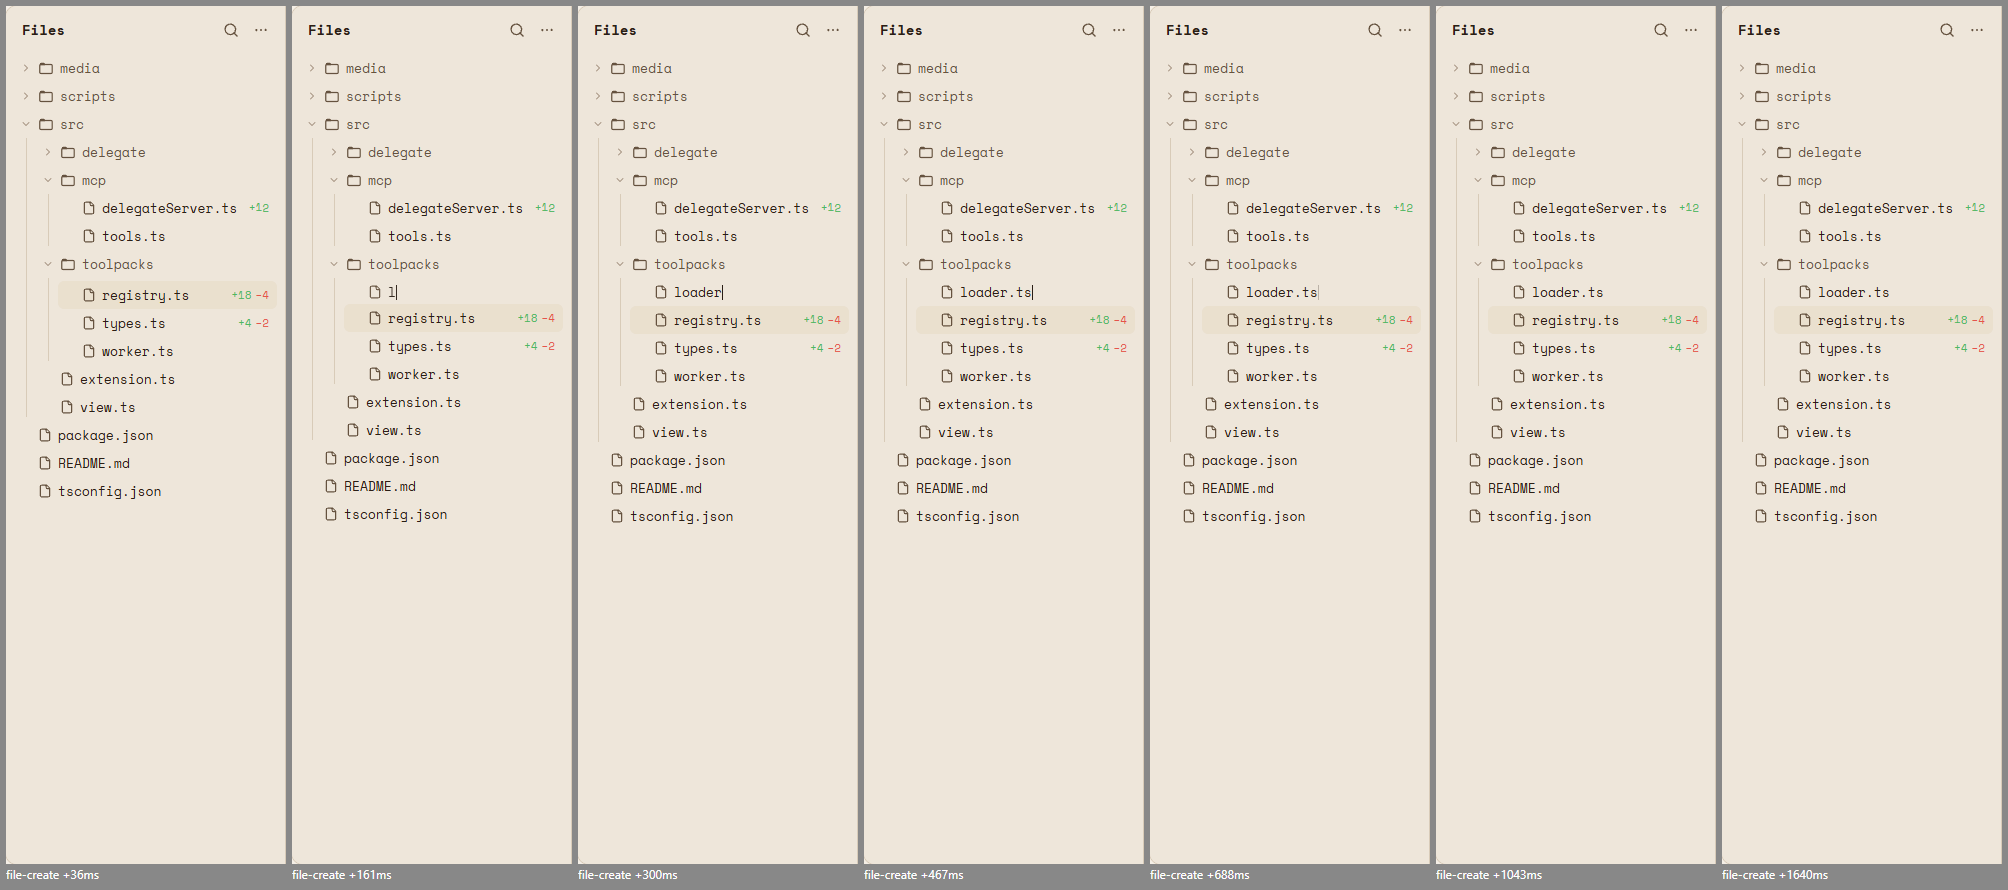 Files
media
scripts
src
delegate
mcp
delegateServer.ts +12
tools.ts
toolpacks
registry.ts +18 -4
types.ts +4 -2
worker.ts
extension.ts
view.ts
package.json
README.md
tsconfig.json
file-create +36ms
Files
media
scripts
src
delegate
mcp
delegateServer.ts +12
tools.ts
toolpacks
l
registry.ts +18 -4
types.ts +4 -2
worker.ts
extension.ts
view.ts
package.json
README.md
tsconfig.json
file-create +161ms
Files
media
scripts
src
delegate
mcp
delegateServer.ts +12
tools.ts
toolpacks
loader
registry.ts +18 -4
types.ts +4 -2
worker.ts
extension.ts
view.ts
package.json
README.md
tsconfig.json
file-create +300ms
Files
media
scripts
src
delegate
mcp
delegateServer.ts +12
tools.ts
toolpacks
loader.ts
registry.ts +18 -4
types.ts +4 -2
worker.ts
extension.ts
view.ts
package.json
README.md
tsconfig.json
file-create +467ms
Files
media
scripts
src
delegate
mcp
delegateServer.ts +12
tools.ts
toolpacks
loader.ts
registry.ts +18 -4
types.ts +4 -2
worker.ts
extension.ts
view.ts
package.json
README.md
tsconfig.json
file-create +688ms
Files
media
scripts
src
delegate
mcp
delegateServer.ts +12
tools.ts
toolpacks
loader.ts
registry.ts +18 -4
types.ts +4 -2
worker.ts
extension.ts
view.ts
package.json
README.md
tsconfig.json
file-create +1043ms
Files
media
scripts
src
delegate
mcp
delegateServer.ts +12
tools.ts
toolpacks
loader.ts
registry.ts +18 -4
types.ts +4 -2
worker.ts
extension.ts
view.ts
package.json
README.md
tsconfig.json
file-create +1640ms